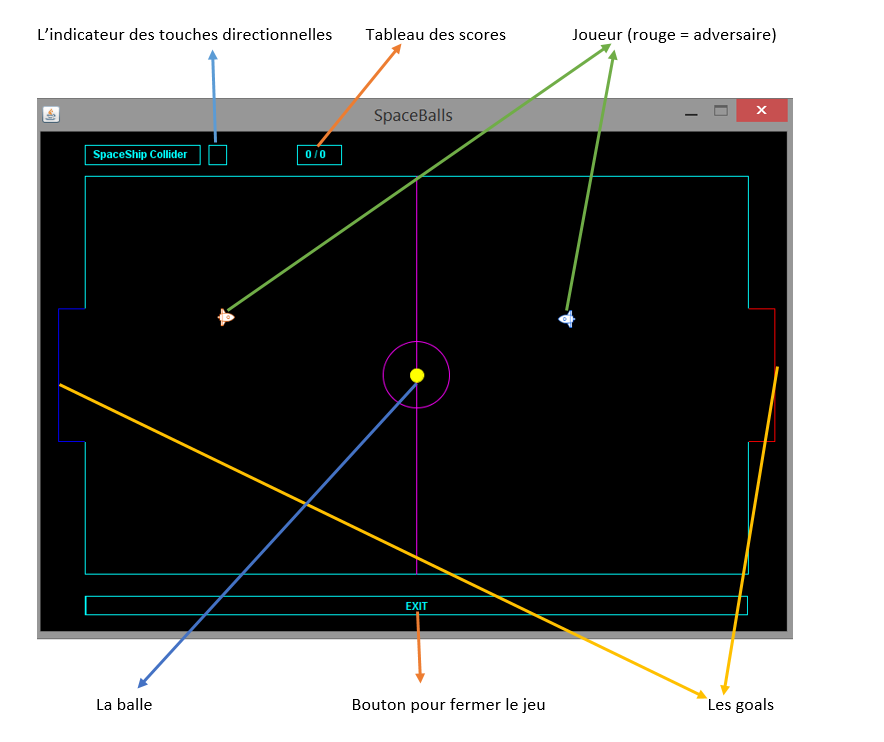 L'indicateur des touches directionnelles
Tableau des scores
Joueur (rouge = adversaire)
SpaceBalls
SpaceShip Collider
0 / 0
EXIT
La balle
Bouton pour fermer le jeu
Les goals